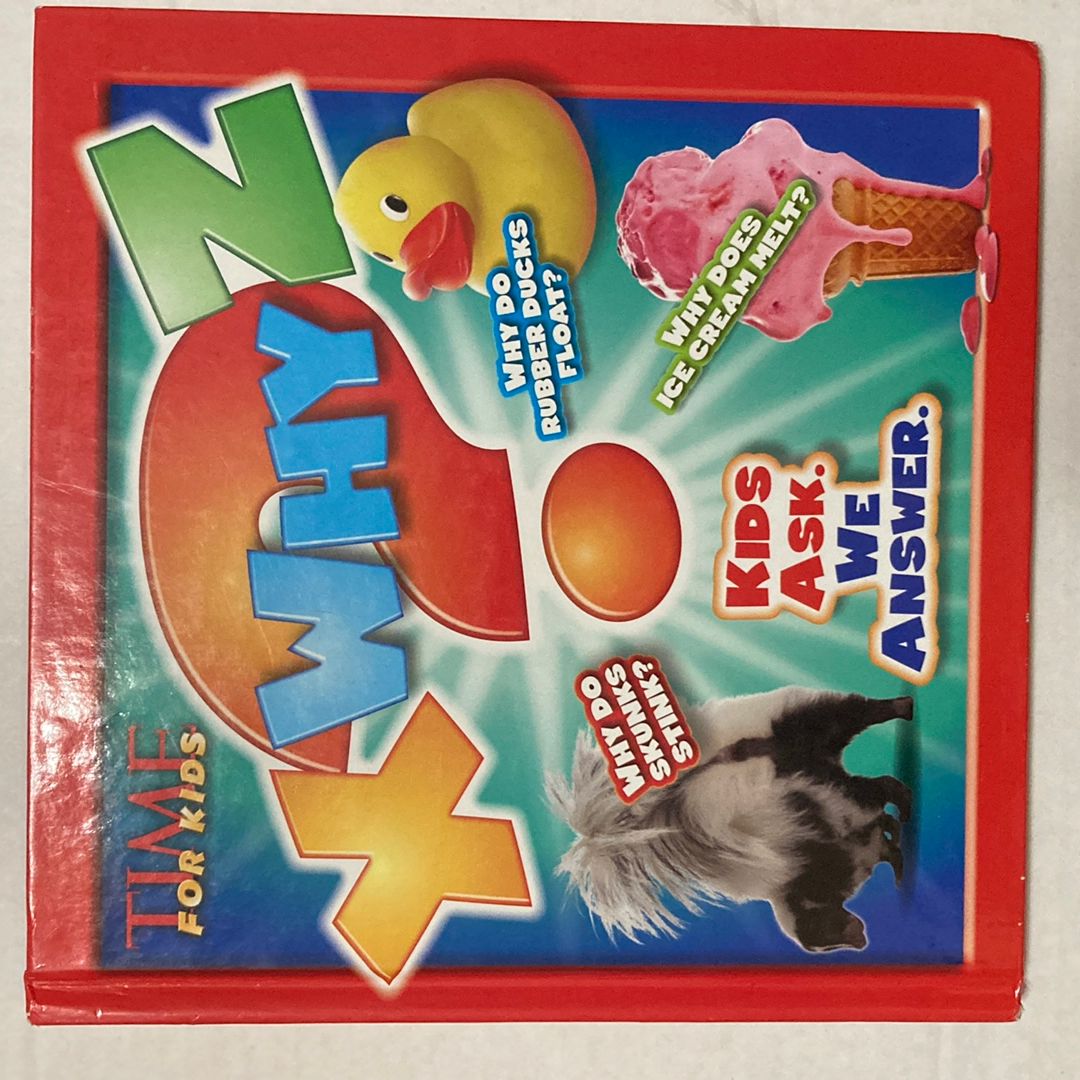 TIME
FOR KIDS
X WHY Z
WHY DO
RUBBER DUCKS
FLOAT?
WHY DO
SKUNKS
STINK?
WHY DOES
ICE CREAM MELT?
KIDS
ASK.
WE
ANSWER.